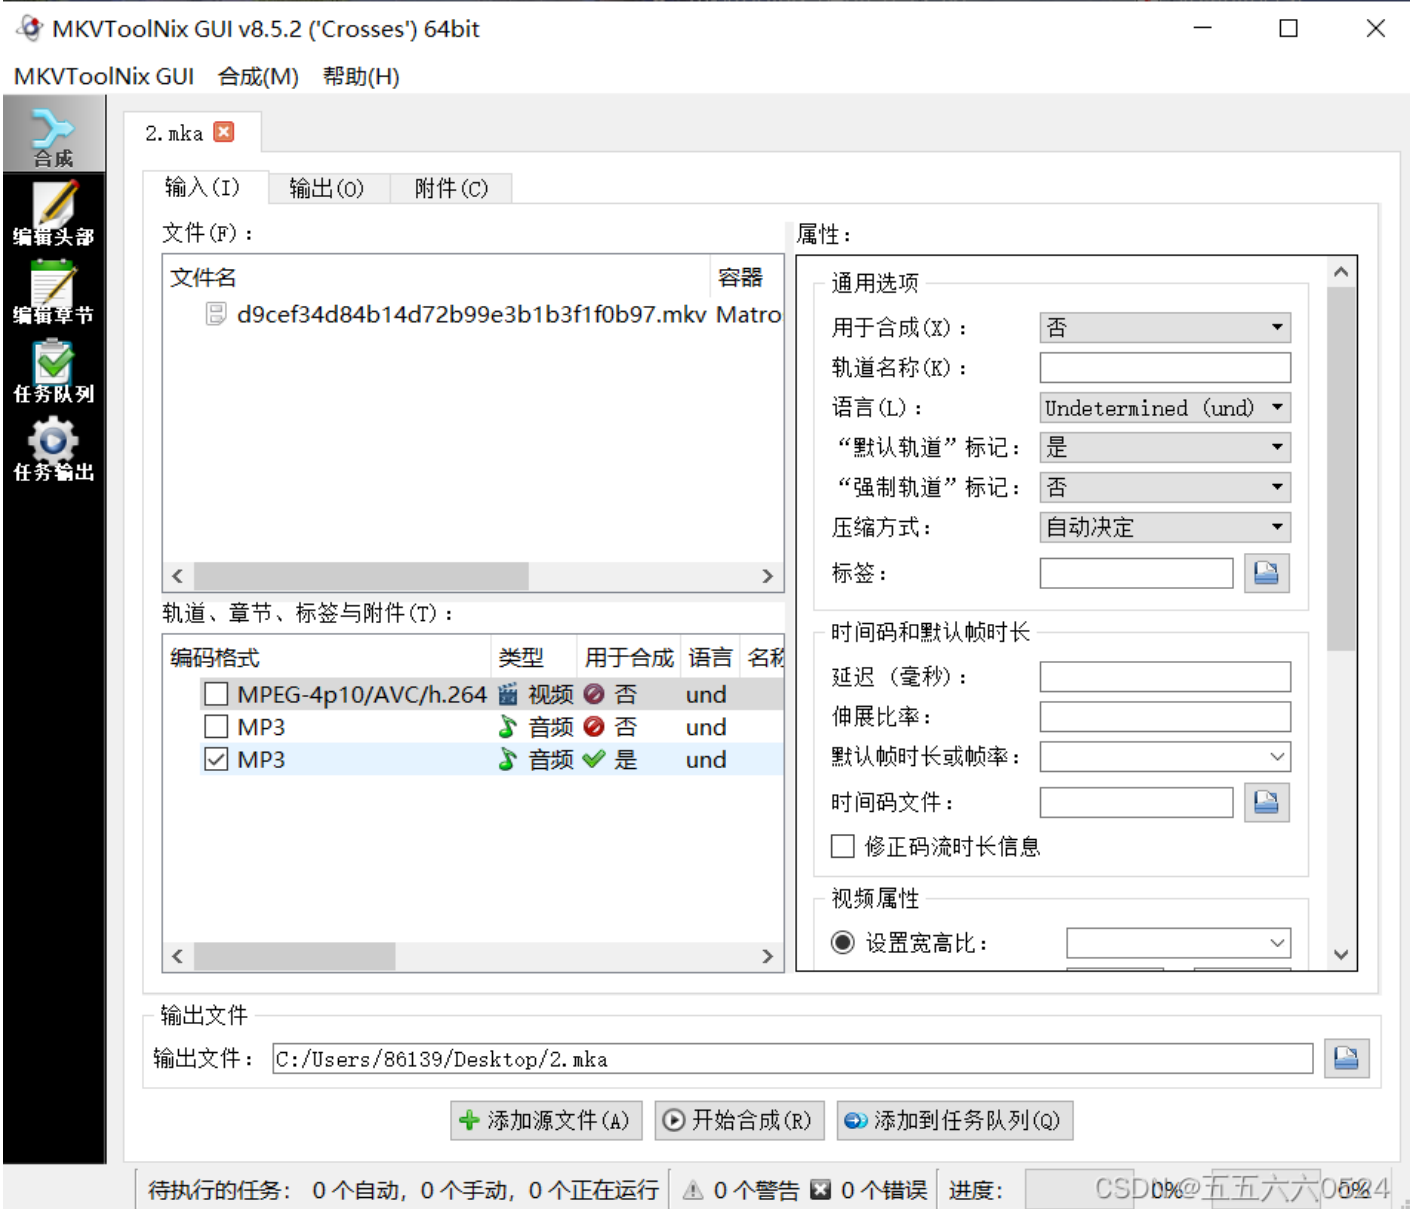 MKVToolNix GUI v8.5.2 ('Crosses') 64bit
MKVToolNix GUI 合成(M) 帮助(H)
合成
编辑头部
编辑章节
任务队列
任务输出
2.mka
输入(I) 输出(O) 附件(C)
文件(F)：
文件名 容器
d9cef34d84b14d72b99e3b1b3f1f0b97.mkv Matro
轨道、章节、标签与附件(T)：
编码格式 类型 用于合成 语言 名称
MPEG-4p10/AVC/h.264 视频 否 und
MP3 音频 否 und
MP3 音频 是 und
属性：
通用选项
用于合成(X)： 否
轨道名称(K)：
语言(L)： Undetermined (und)
“默认轨道”标记： 是
“强制轨道”标记： 否
压缩方式： 自动决定
标签：
时间码和默认帧时长
延迟（毫秒）：
伸展比率：
默认帧时长或帧率：
时间码文件：
修正码流时长信息
视频属性
设置宽高比：
输出文件
输出文件： C:/Users/86139/Desktop/2.mka
添加源文件(A) 开始合成(R) 添加到任务队列(Q)
待执行的任务： 0 个自动，0 个手动，0 个正在运行 0 个警告 0 个错误 进度： 0% 0%
CSDN @五五六六0524